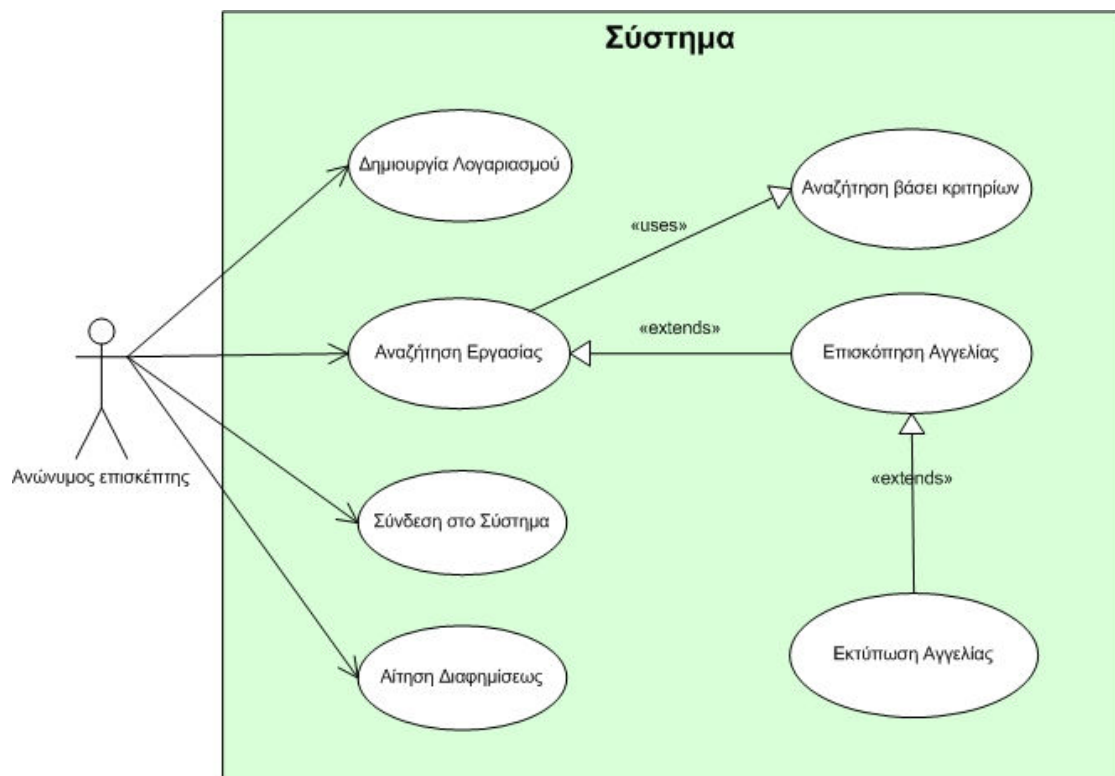 Σύστημα
Δημιουργία Λογαριασμού
Αναζήτηση βάσει κριτηρίων
«uses»
«extends»
Αναζήτηση Εργασίας
Επισκόπηση Αγγελίας
Ανώνυμος επισκέπτης
«extends»
Σύνδεση στο Σύστημα
Εκτύπωση Αγγελίας
Αίτηση Διαφημίσεως